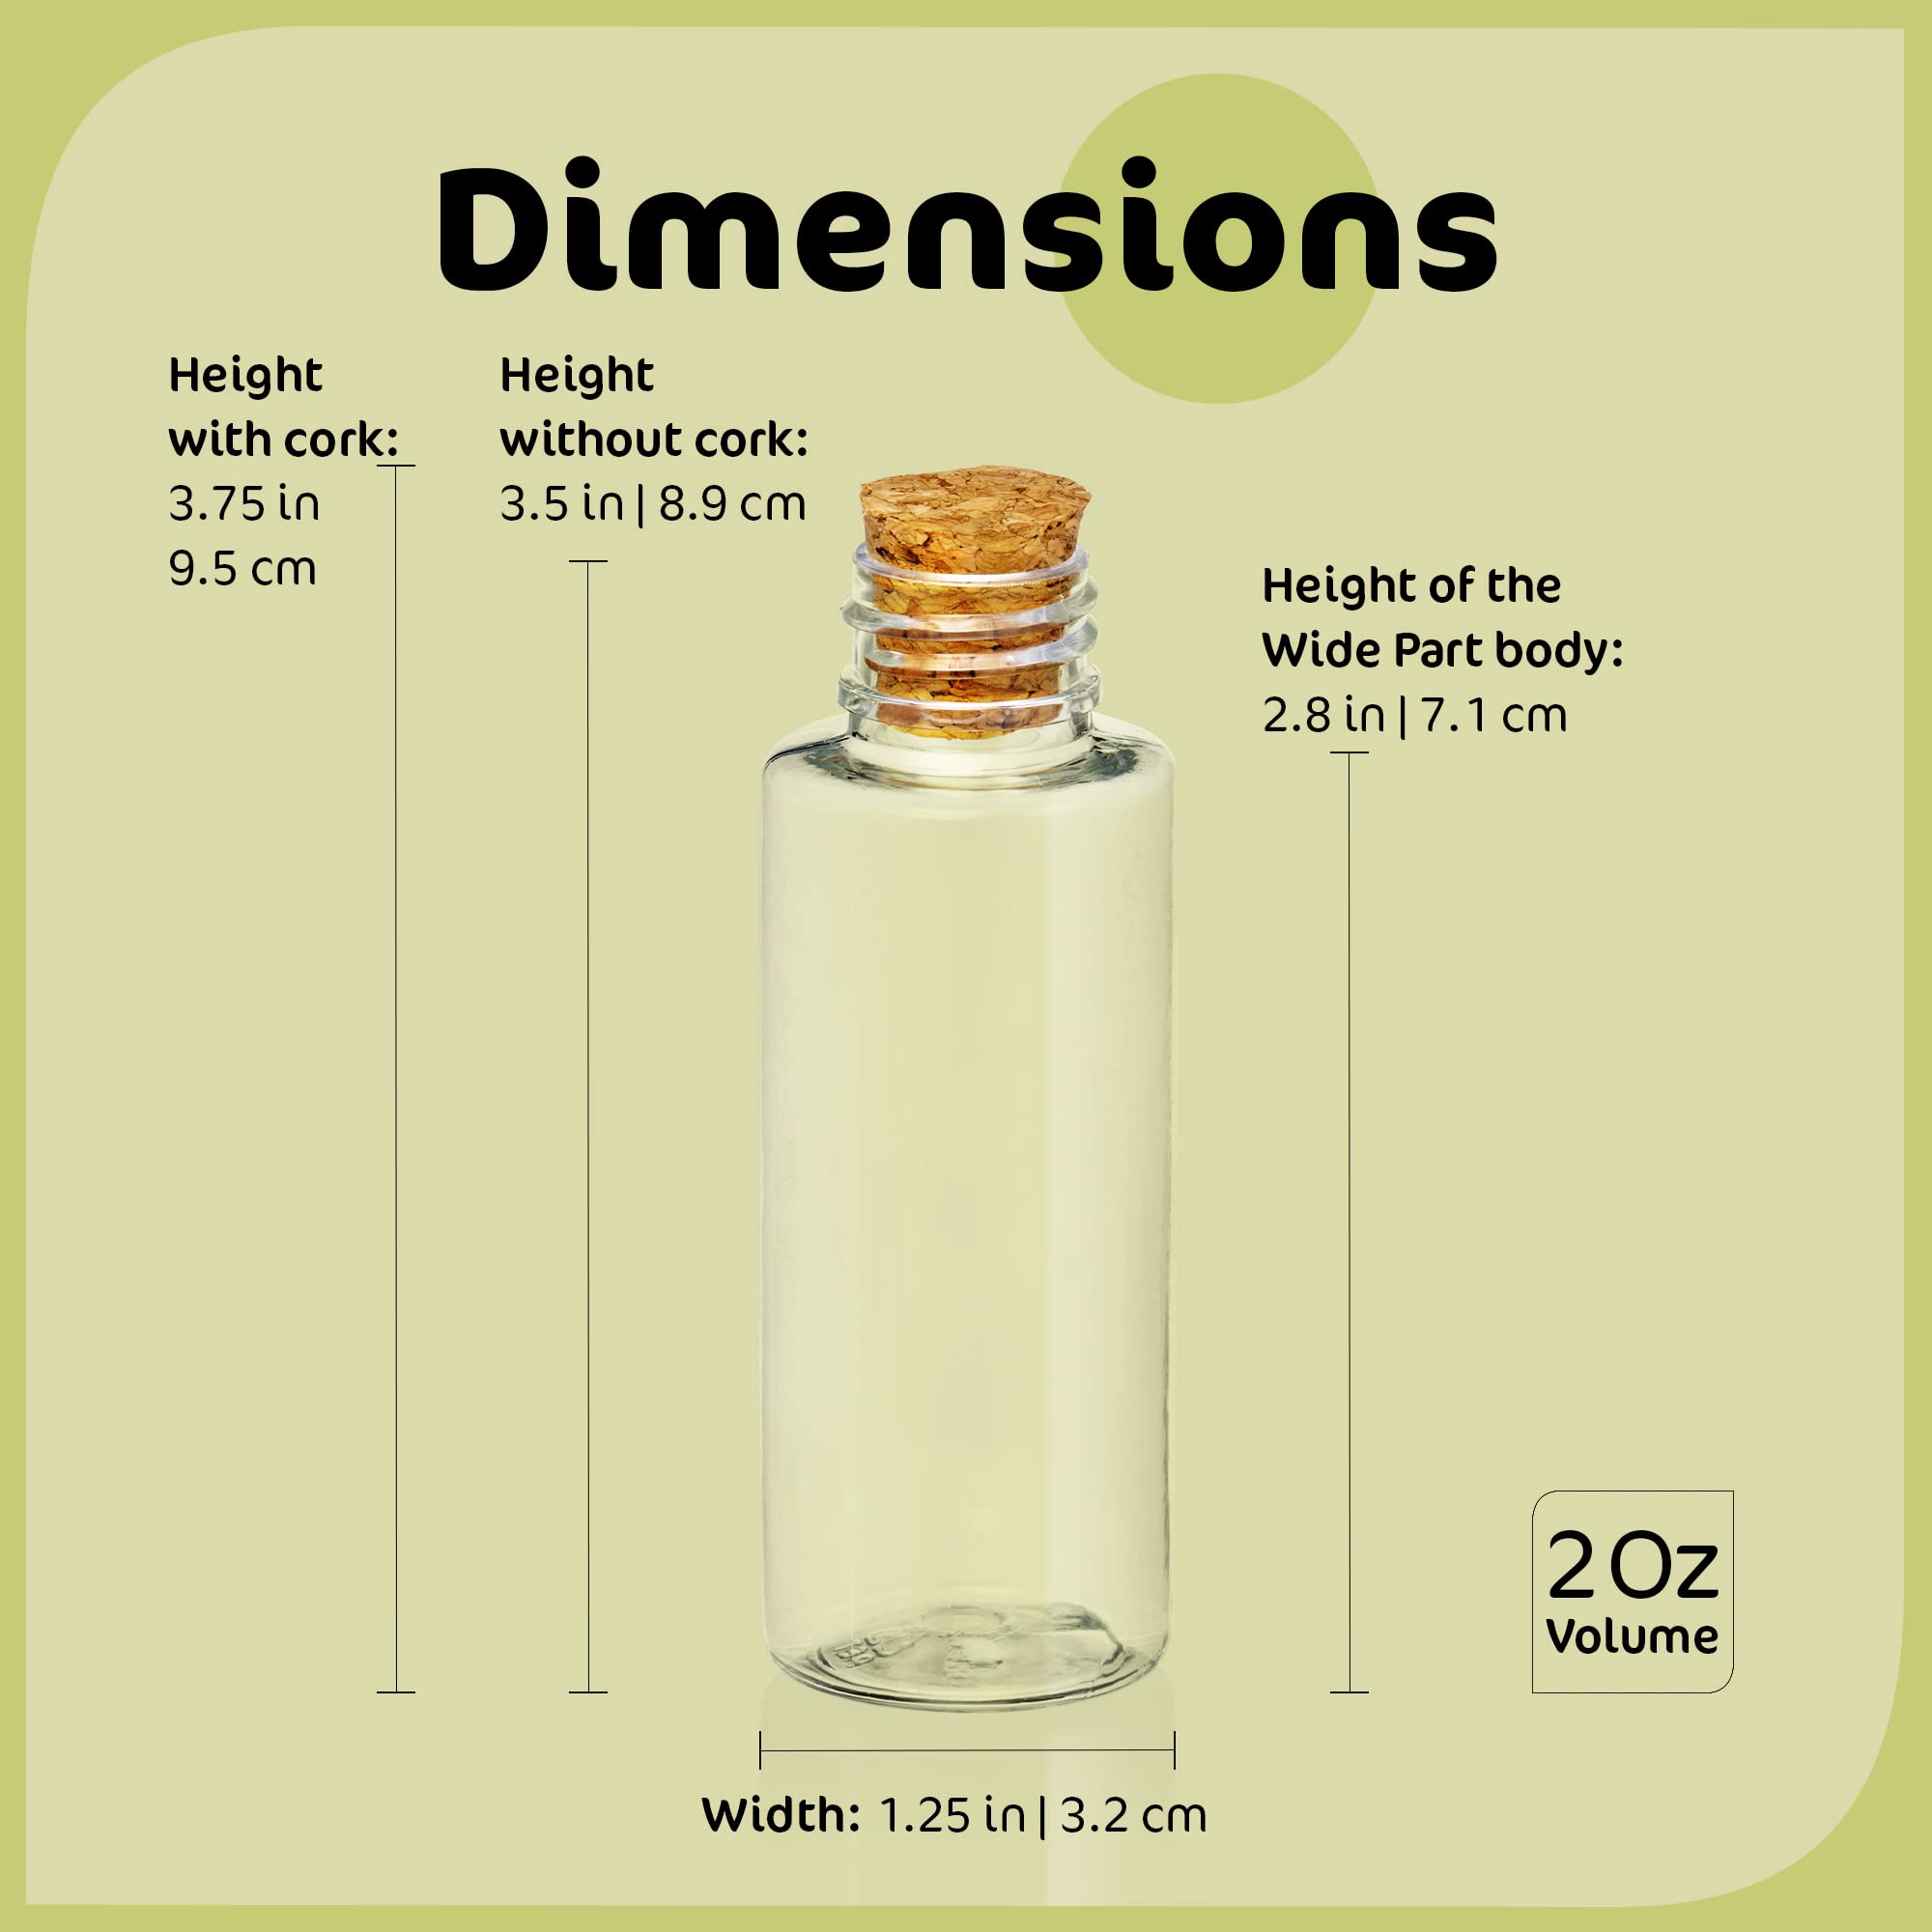 Dimensions
Height
with cork:
3.75 in
9.5 cm
Height
without cork:
3.5 in | 8.9 cm
Height of the
Wide Part body:
2.8 in | 7.1 cm
2 Oz
Volume
Width: 1.25 in | 3.2 cm